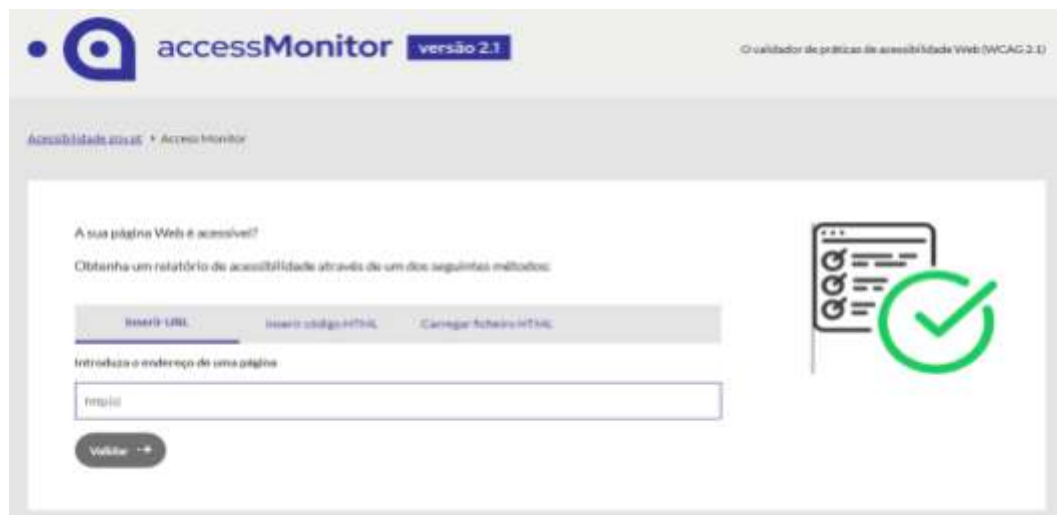 accessMonitor versão 2.1
O validador de práticas de acessibilidade Web (WCAG 2.1)
Acessibilidade.gov.pt Access Monitor
A sua página Web é acessível?
Obtenha um relatório de acessibilidade através de um dos seguintes métodos:
Inserir URL Inserir código HTML Carregar ficheiro HTML
Introduza o endereço de uma página
Validar